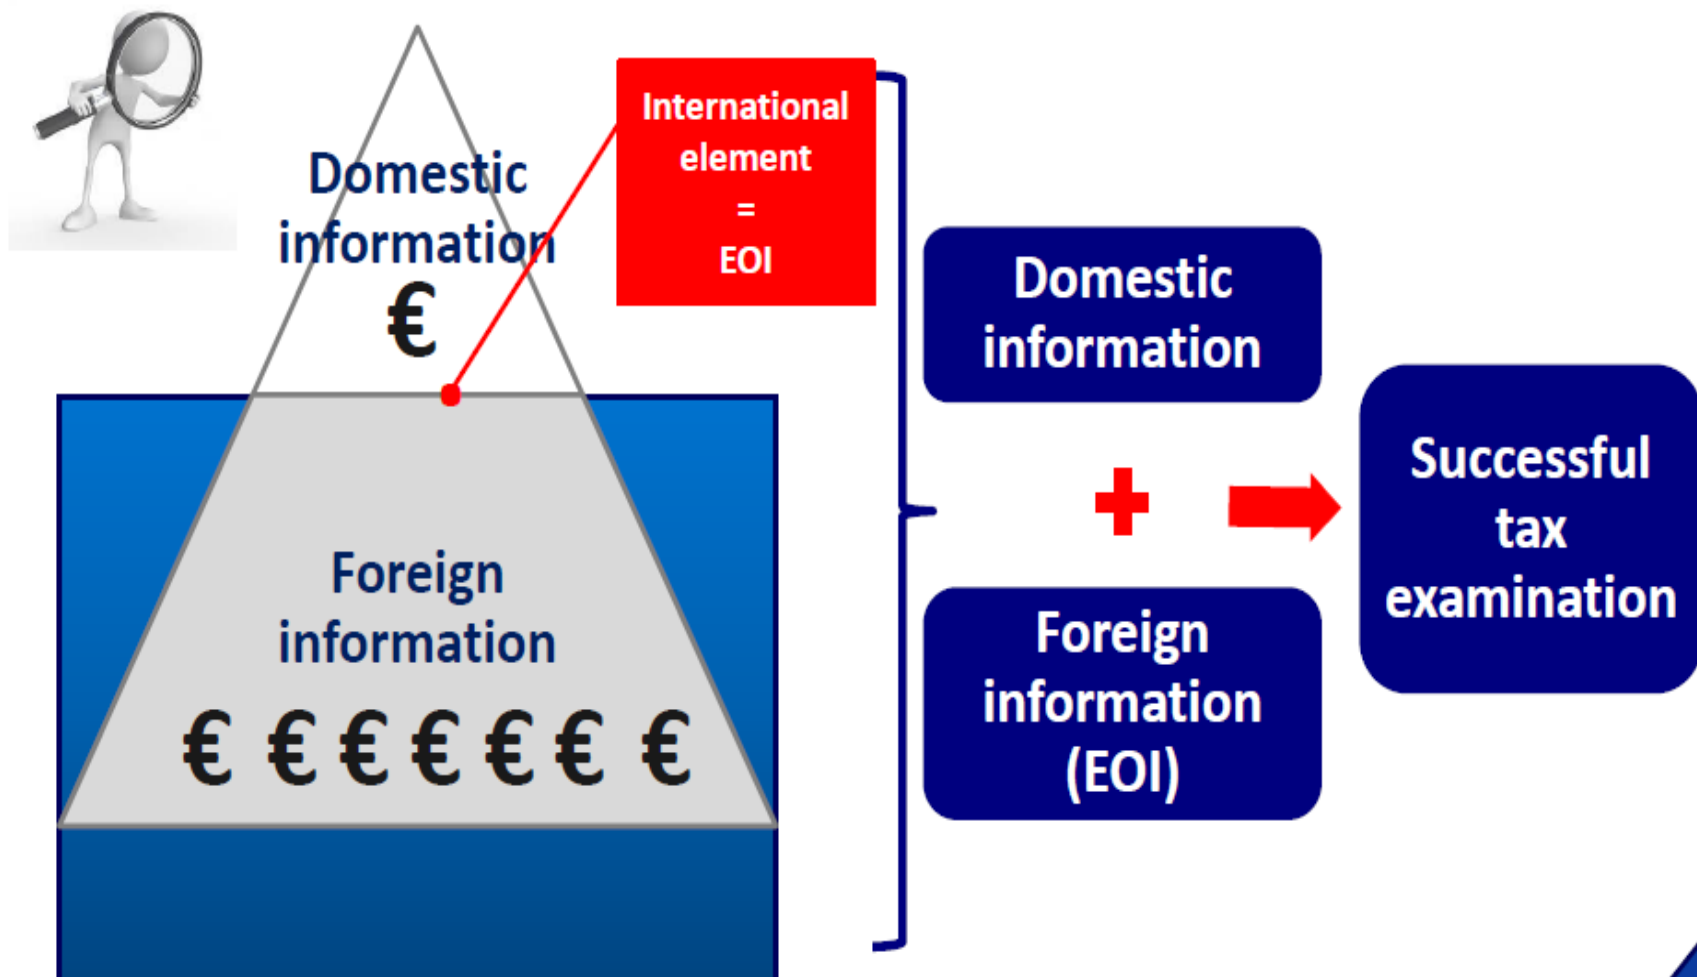 Domestic
information
€
Foreign
information
€ € € € € € €
International
element
=
EOI
Domestic
information
+
Foreign
information
(EOI)
Successful
tax
examination